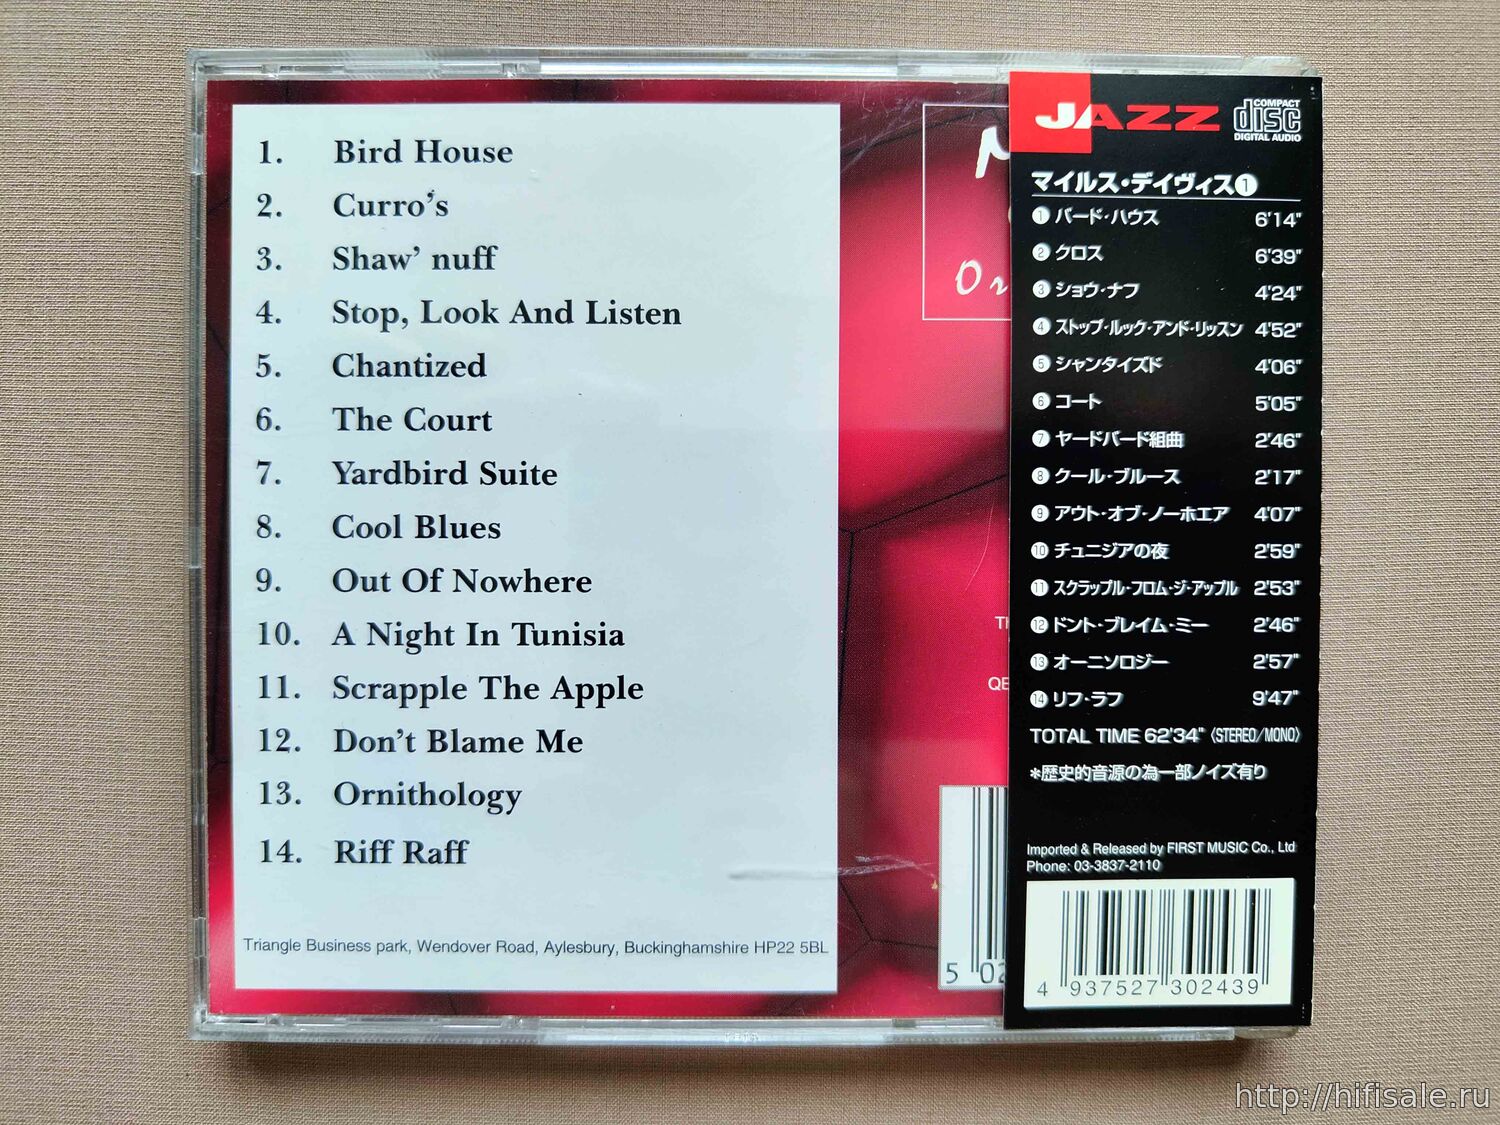 1. Bird House
2. Curro's
3. Shaw' nuff
4. Stop, Look And Listen
5. Chantized
6. The Court
7. Yardbird Suite
8. Cool Blues
9. Out Of Nowhere
10. A Night In Tunisia
11. Scrapple The Apple
12. Don't Blame Me
13. Ornithology
14. Riff Raff
Triangle Business park, Wendover Road, Aylesbury, Buckinghamshire HP22 5BL
5 02
JAZZ
COMPACT
disc
DIGITAL AUDIO
マイルス・デイヴィス❶
❶バード・ハウス 6'14"
❷クロス 6'39"
❸ショウ・ナフ 4'24"
❹ストップ・ルック・アンド・リッスン 4'52"
❺シャンタイズド 4'06"
❻コート 5'05"
❼ヤードバード組曲 2'46"
❽クール・ブルース 2'17"
❾アウト・オブ・ノーホエア 4'07"
❿チュニジアの夜 2'59"
⓫スクラップル・フロム・ジ・アップル 2'53"
⓬ドント・ブレイム・ミー 2'46"
⓭オーニソロジー 2'57"
⓮リフ・ラフ 9'47"
TOTAL TIME 62'34" 〈STEREO/MONO〉
*歴史的音源の為一部ノイズ有り
Imported & Released by FIRST MUSIC Co., Ltd
Phone: 03-3837-2110
4 937527 302439
http://hifisale.ru